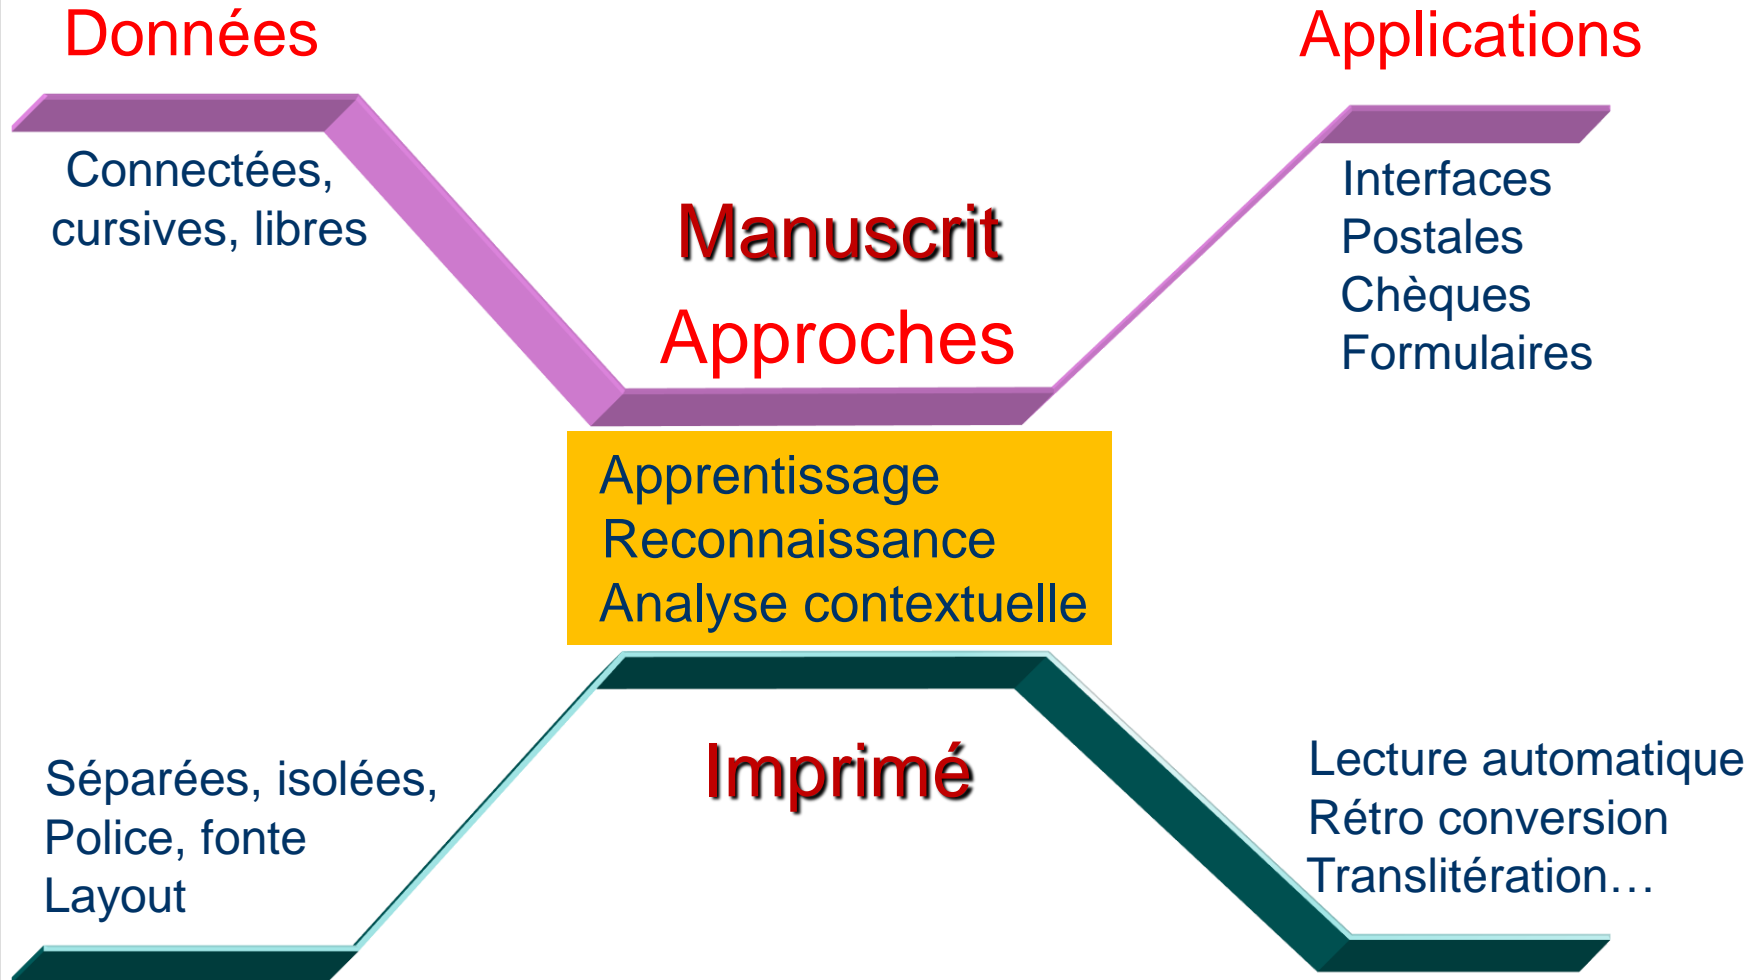 Données
Applications
Connectées,
cursives, libres
Manuscrit
Approches
Interfaces
Postales
Chèques
Formulaires
Apprentissage
Reconnaissance
Analyse contextuelle
Imprimé
Séparées, isolées,
Police, fonte
Layout
Lecture automatique
Rétro conversion
Translitération…